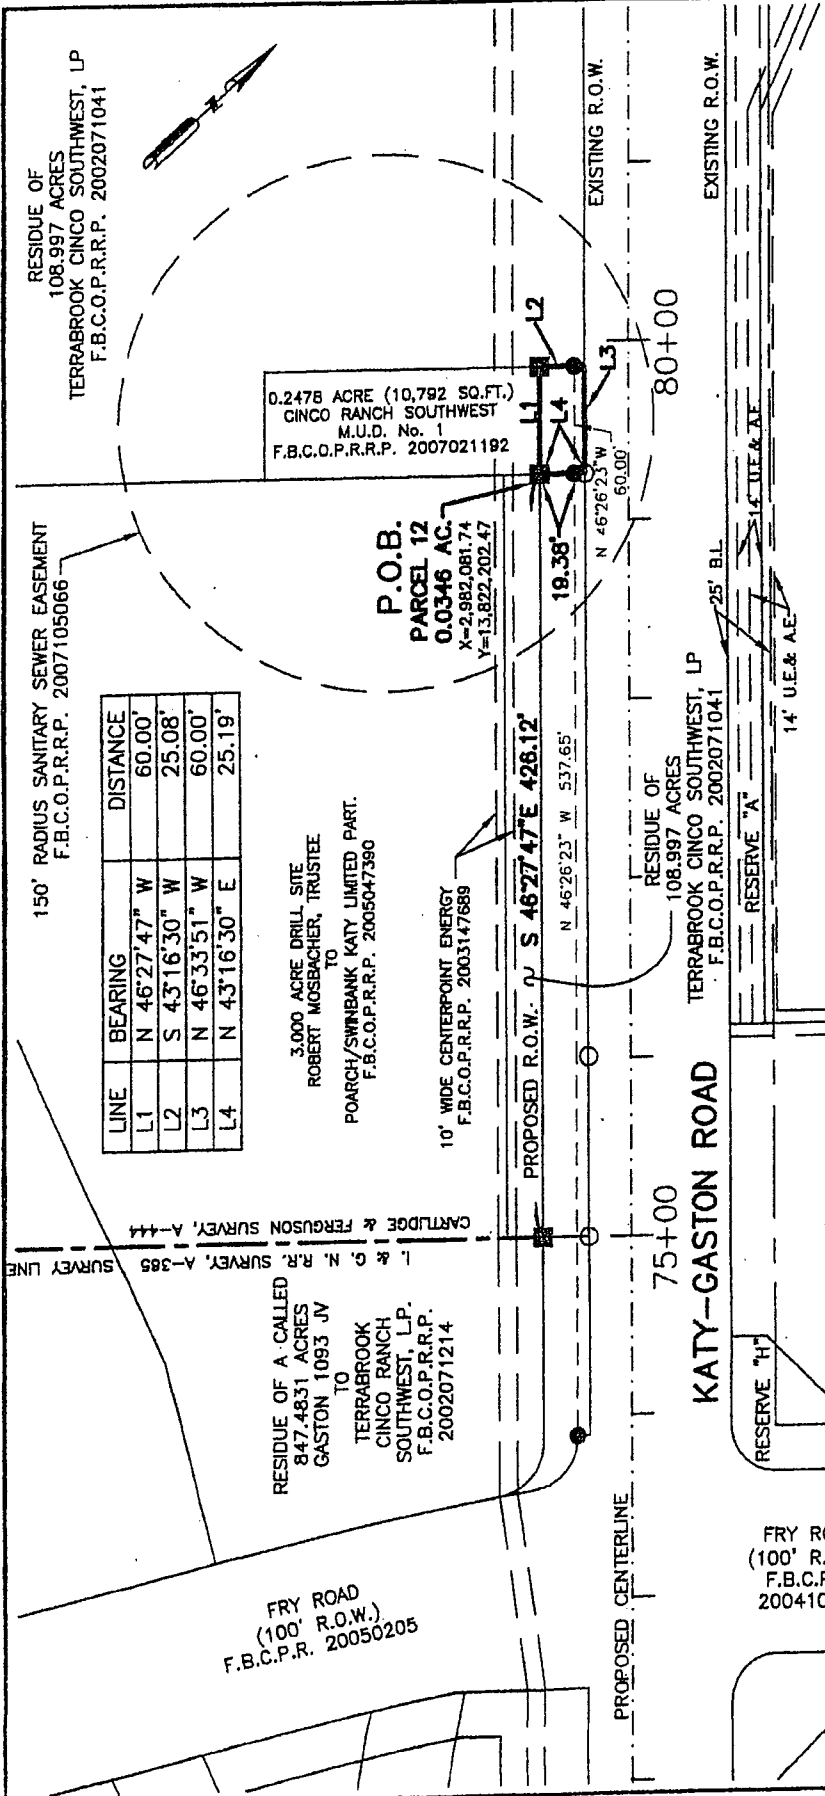 RESIDUE OF
108.997 ACRES
TERRABROOK CINCO SOUTHWEST, LP
F.B.C.O.P.R.R.P. 2002071041
N
150' RADIUS SANITARY SEWER EASEMENT
F.B.C.O.P.R.R.P. 2007105066
0.2478 ACRE (10,792 SQ.FT.)
CINCO RANCH SOUTHWEST
M.U.D. No. 1
F.B.C.O.P.R.R.P. 2007021192
P.O.B.
PARCEL 12
0.0346 AC.
X=2,982,081.74
Y=13,822,202.47
L1
L2
L3
L4
19.38'
N 46°26'23" W
60.00'
EXISTING R.O.W.
80+00
EXISTING R.O.W.
LINE BEARING DISTANCE
L1 N 46°27'47" W 60.00'
L2 S 43°16'30" W 25.08'
L3 N 46°33'51" W 60.00'
L4 N 43°16'30" E 25.19'
3.000 ACRE DRILL SITE
ROBERT MOSBACHER, TRUSTEE
TO
POARCH/SWINBANK KATY LIMITED PART.
F.B.C.O.P.R.R.P. 2005047390
10' WIDE CENTERPOINT ENERGY
F.B.C.O.P.R.R.P. 2003147689
PROPOSED R.O.W.
S 46°27'47"E 426.12'
N 46°26'23" W 537.65'
RESIDUE OF
108.997 ACRES
TERRABROOK CINCO SOUTHWEST, LP
F.B.C.O.P.R.R.P. 2002071041
25' B.L.
14' U.E.& A.E.
14' U.E.& A.E.
RESERVE "A"
CARTLIDGE & FERGUSON SURVEY, A-444
I. & G. N. R.R. SURVEY, A-365
SURVEY LINE
RESIDUE OF A CALLED
847.4831 ACRES
GASTON 1093 JV
TO
TERRABROOK
CINCO RANCH
SOUTHWEST, L.P.
F.B.C.O.P.R.R.P.
2002071214
75+00
KATY-GASTON ROAD
RESERVE "H"
PROPOSED CENTERLINE
FRY ROAD
(100' R.O.W.)
F.B.C.P.R. 20050205
FRY RO
(100' R.
F.B.C.P
200410